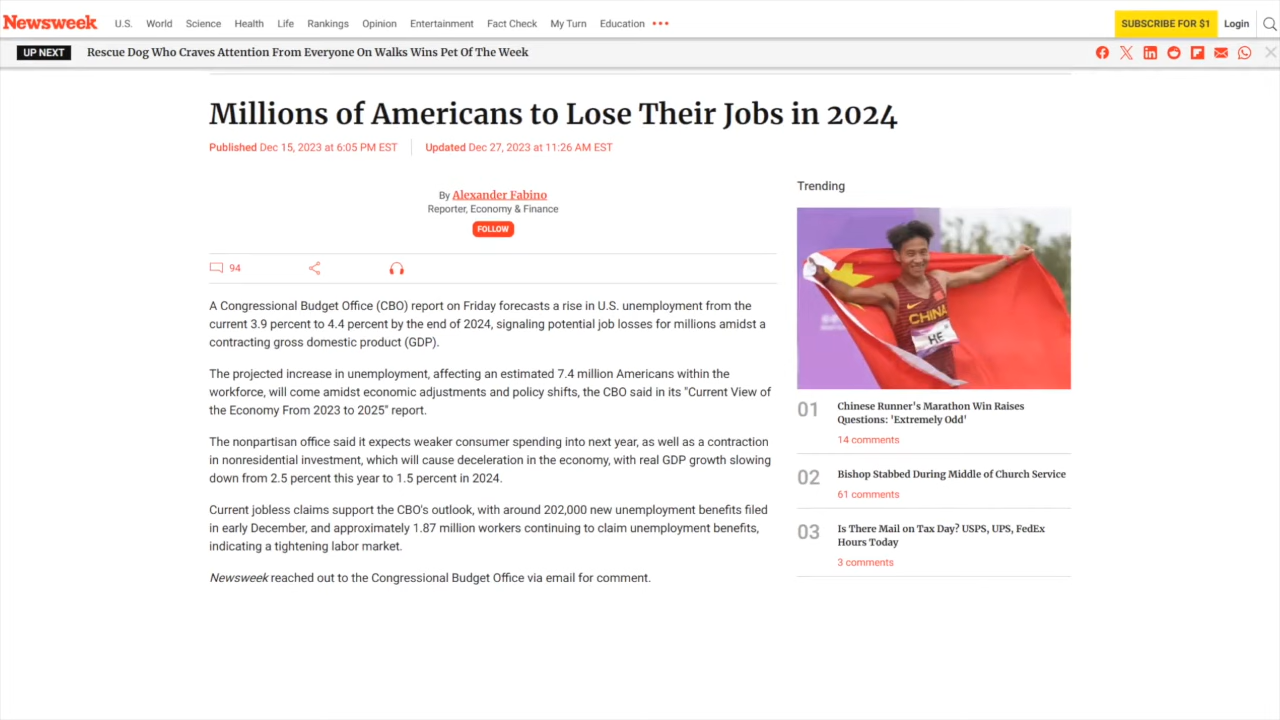 Newsweek U.S. World Science Health Life Rankings Opinion Entertainment Fact Check My Turn Education SUBSCRIBE FOR $1 Login
UP NEXT Rescue Dog Who Craves Attention From Everyone On Walks Wins Pet Of The Week
Millions of Americans to Lose Their Jobs in 2024
Published Dec 15, 2023 at 6:05 PM EST Updated Dec 27, 2023 at 11:26 AM EST
By Alexander Fabino
Reporter, Economy & Finance
FOLLOW
94
A Congressional Budget Office (CBO) report on Friday forecasts a rise in U.S. unemployment from the
current 3.9 percent to 4.4 percent by the end of 2024, signaling potential job losses for millions amidst a
contracting gross domestic product (GDP).
The projected increase in unemployment, affecting an estimated 7.4 million Americans within the
workforce, will come amidst economic adjustments and policy shifts, the CBO said in its "Current View of
the Economy From 2023 to 2025" report.
The nonpartisan office said it expects weaker consumer spending into next year, as well as a contraction
in nonresidential investment, which will cause deceleration in the economy, with real GDP growth slowing
down from 2.5 percent this year to 1.5 percent in 2024.
Current jobless claims support the CBO's outlook, with around 202,000 new unemployment benefits filed
in early December, and approximately 1.87 million workers continuing to claim unemployment benefits,
indicating a tightening labor market.
Newsweek reached out to the Congressional Budget Office via email for comment.
Trending
CHINA
HE
01 Chinese Runner's Marathon Win Raises
Questions: 'Extremely Odd'
14 comments
02 Bishop Stabbed During Middle of Church Service
61 comments
03 Is There Mail on Tax Day? USPS, UPS, FedEx
Hours Today
3 comments